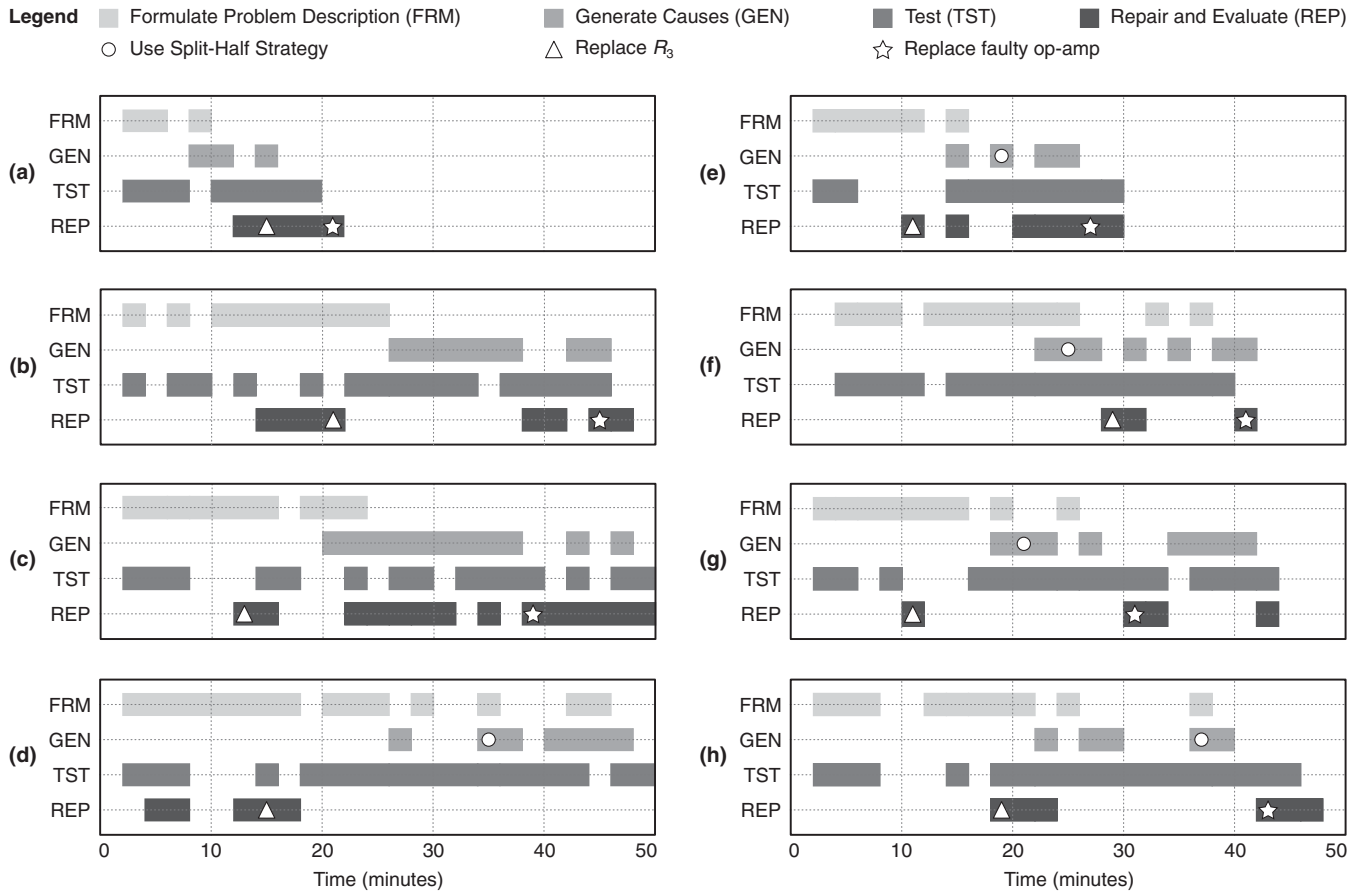 Legend Formulate Problem Description (FRM) Generate Causes (GEN) Test (TST) Repair and Evaluate (REP)
Use Split-Half Strategy Replace R3 Replace faulty op-amp
(a)
FRM
GEN
TST
REP
(b)
FRM
GEN
TST
REP
(c)
FRM
GEN
TST
REP
(d)
FRM
GEN
TST
REP
0 10 20 30 40 50
Time (minutes)
(e)
FRM
GEN
TST
REP
(f)
FRM
GEN
TST
REP
(g)
FRM
GEN
TST
REP
(h)
FRM
GEN
TST
REP
0 10 20 30 40 50
Time (minutes)